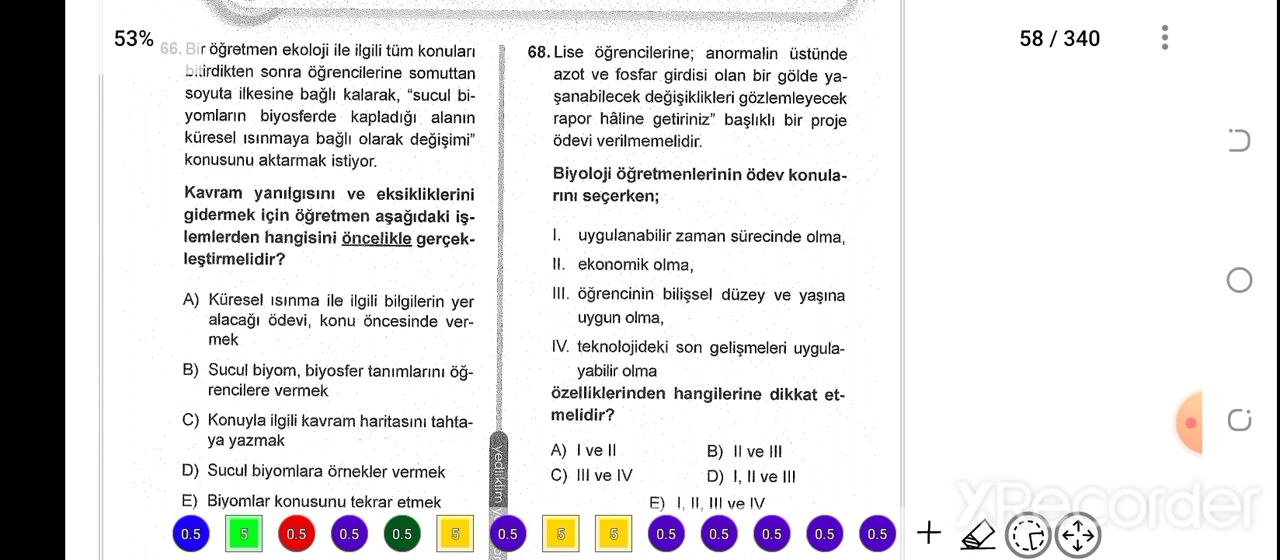 53%
58 / 340
66. Bir öğretmen ekoloji ile ilgili tüm konuları
bitirdikten sonra öğrencilerine somuttan
soyuta ilkesine bağlı kalarak, “sucul bi-
yomların biyosferde kapladığı alanın
küresel ısınmaya bağlı olarak değişimi”
konusunu aktarmak istiyor.
Kavram yanılgısını ve eksikliklerini
gidermek için öğretmen aşağıdaki iş-
lemlerden hangisini öncelikle gerçek-
leştirmelidir?
A) Küresel ısınma ile ilgili bilgilerin yer
alacağı ödevi, konu öncesinde ver-
mek
B) Sucul biyom, biyosfer tanımlarını öğ-
rencilere vermek
C) Konuyla ilgili kavram haritasını tahta-
ya yazmak
D) Sucul biyomlara örnekler vermek
E) Biyomlar konusunu tekrar etmek
yediiklim
68. Lise öğrencilerine; anormalin üstünde
azot ve fosfar girdisi olan bir gölde ya-
şanabilecek değişiklikleri gözlemleyecek
rapor hâline getiriniz” başlıklı bir proje
ödevi verilmemelidir.
Biyoloji öğretmenlerinin ödev konula-
rını seçerken;
I. uygulanabilir zaman sürecinde olma,
II. ekonomik olma,
III. öğrencinin bilişsel düzey ve yaşına
uygun olma,
IV. teknolojideki son gelişmeleri uygula-
yabilir olma
özelliklerinden hangilerine dikkat et-
melidir?
A) I ve II B) II ve III
C) III ve IV D) I, II ve III
E) I, II, III ve IV
0.5 5 0.5 0.5 0.5 5 0.5 5 5 0.5 0.5 0.5 0.5 0.5
XRecorder